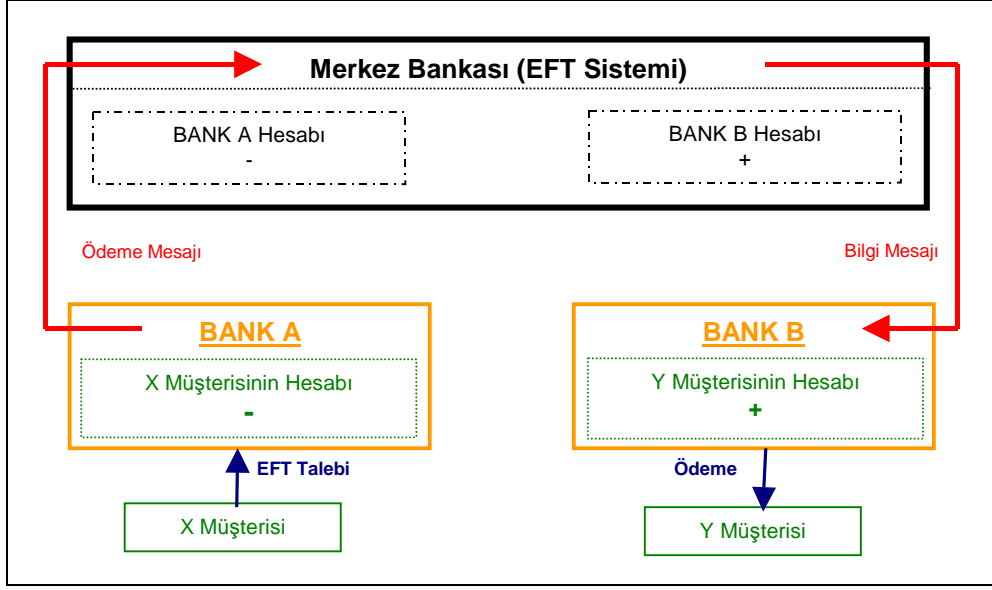 Merkez Bankası (EFT Sistemi)
BANK A Hesabı
-
BANK B Hesabı
+
Ödeme Mesajı
Bilgi Mesajı
BANK A
X Müşterisinin Hesabı
-
BANK B
Y Müşterisinin Hesabı
+
EFT Talebi
Ödeme
X Müşterisi
Y Müşterisi